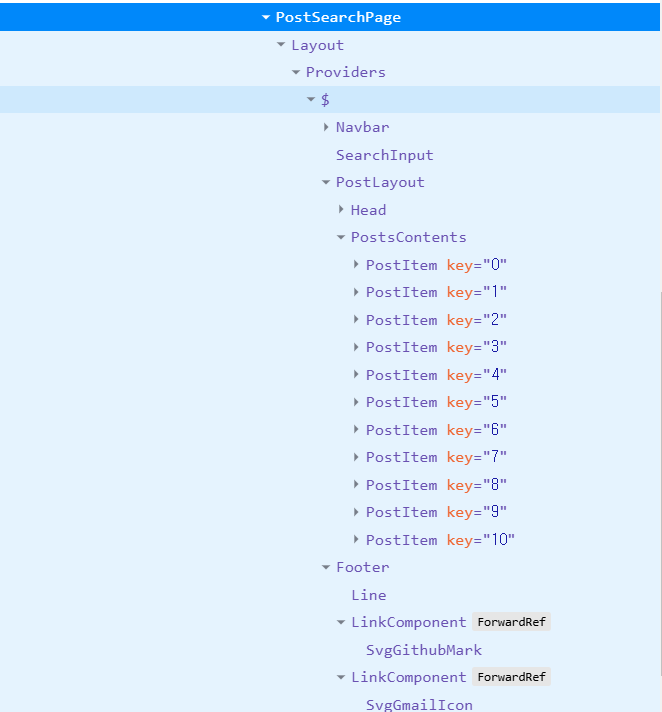 PostSearchPage
Layout
Providers
$
Navbar
SearchInput
PostLayout
Head
PostsContents
PostItem key="0"
PostItem key="1"
PostItem key="2"
PostItem key="3"
PostItem key="4"
PostItem key="5"
PostItem key="6"
PostItem key="7"
PostItem key="8"
PostItem key="9"
PostItem key="10"
Footer
Line
LinkComponent ForwardRef
SvgGithubMark
LinkComponent ForwardRef
SvgGmailIcon